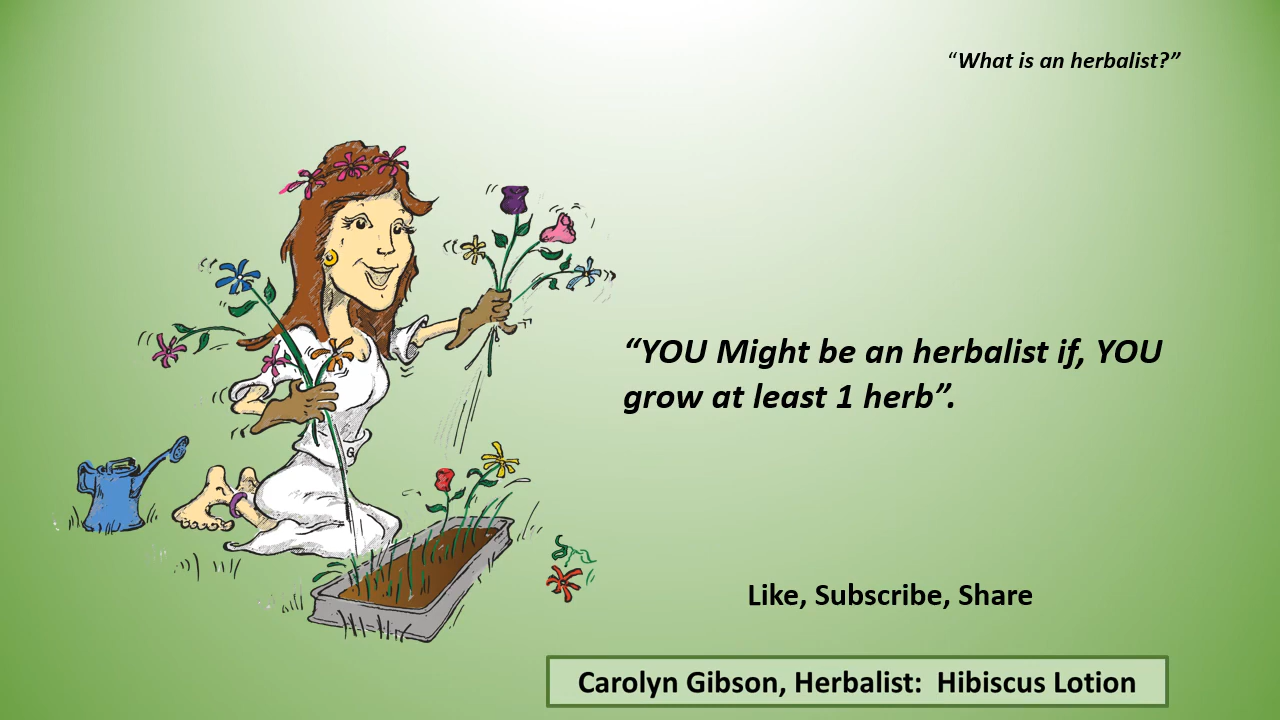 “What is an herbalist?”
“YOU Might be an herbalist if, YOU
grow at least 1 herb”.
Like, Subscribe, Share
Carolyn Gibson, Herbalist:  Hibiscus Lotion